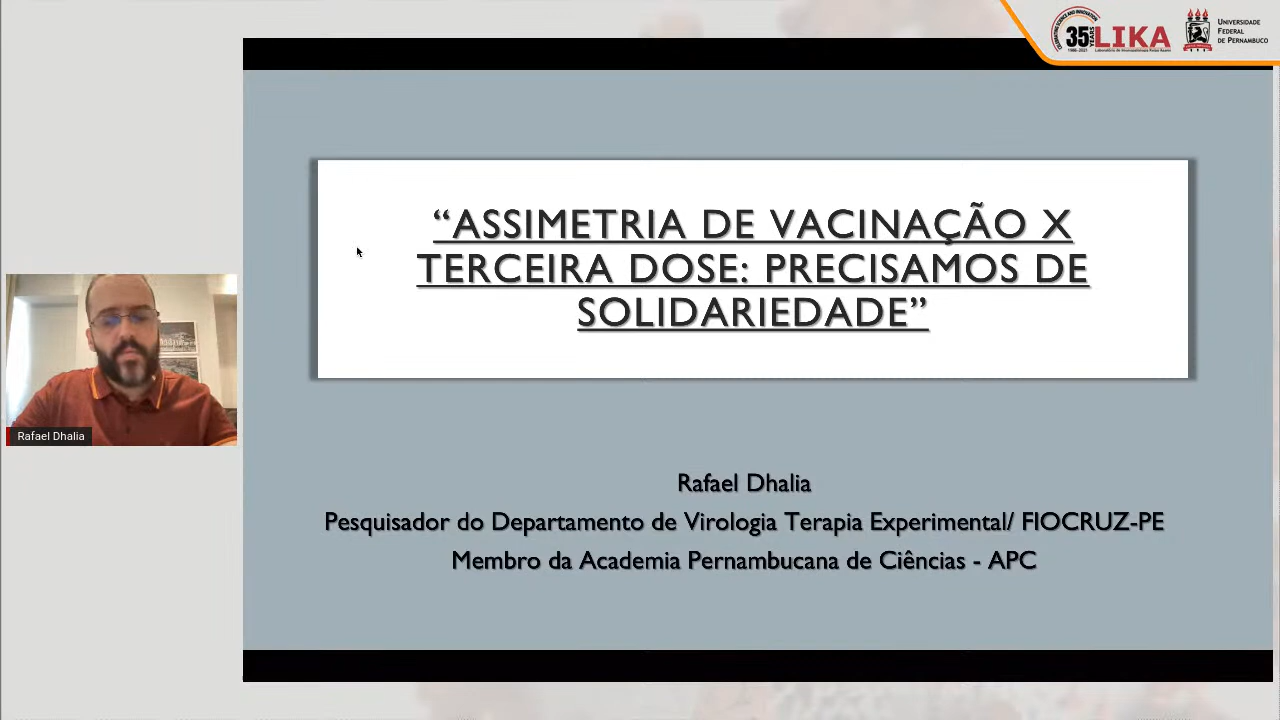 35
LIKA
UNIVERSIDADE
FEDERAL
DE PERNAMBUCO
“ASSIMETRIA DE VACINAÇÃO X
TERCEIRA DOSE: PRECISAMOS DE
SOLIDARIEDADE”
Rafael Dhalia
Rafael Dhalia
Pesquisador do Departamento de Virologia Terapia Experimental/ FIOCRUZ-PE
Membro da Academia Pernambucana de Ciências - APC